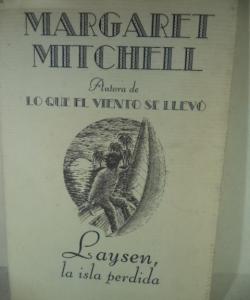 MARGARET
MITCHELL
Autora de
LO QUE EL VIENTO SE LLEVÓ
Laysen,
la isla perdida